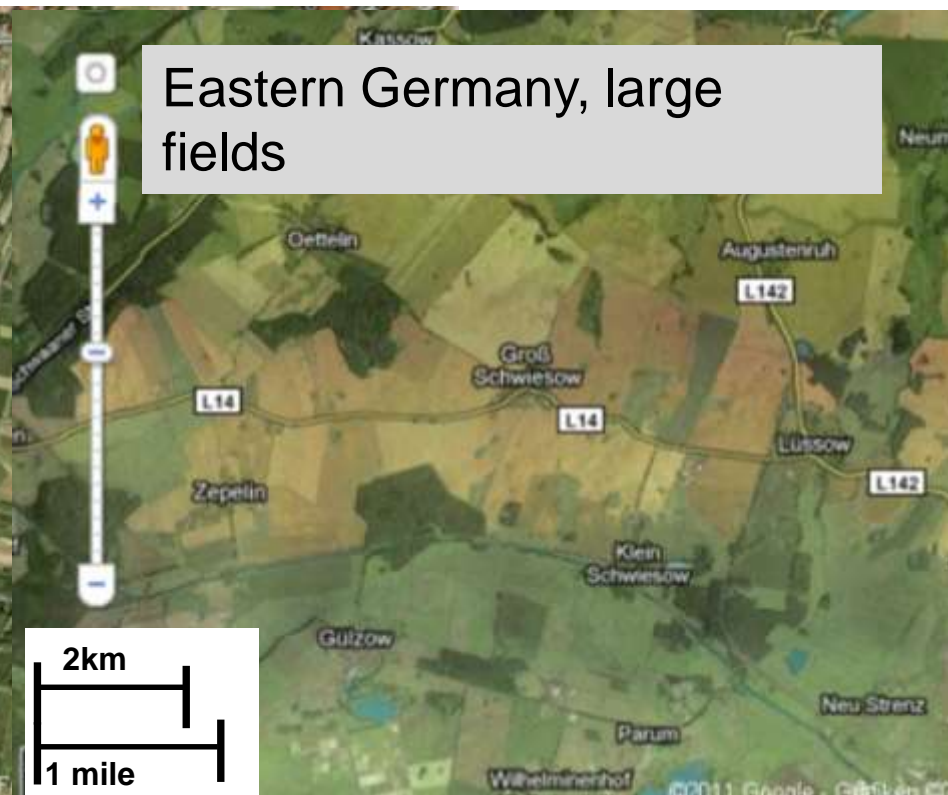 Kassow
Eastern Germany, large
fields
Oettelin
Augustenruh
L142
Groß
Schwiesow
L14
L14
Lüssow
Zepelin
L142
Klein
Schwiesow
Gülzow
2km
Neu Strenz
Parum
1 mile
Wilhelminenhof
©2011 Google - Grafiken